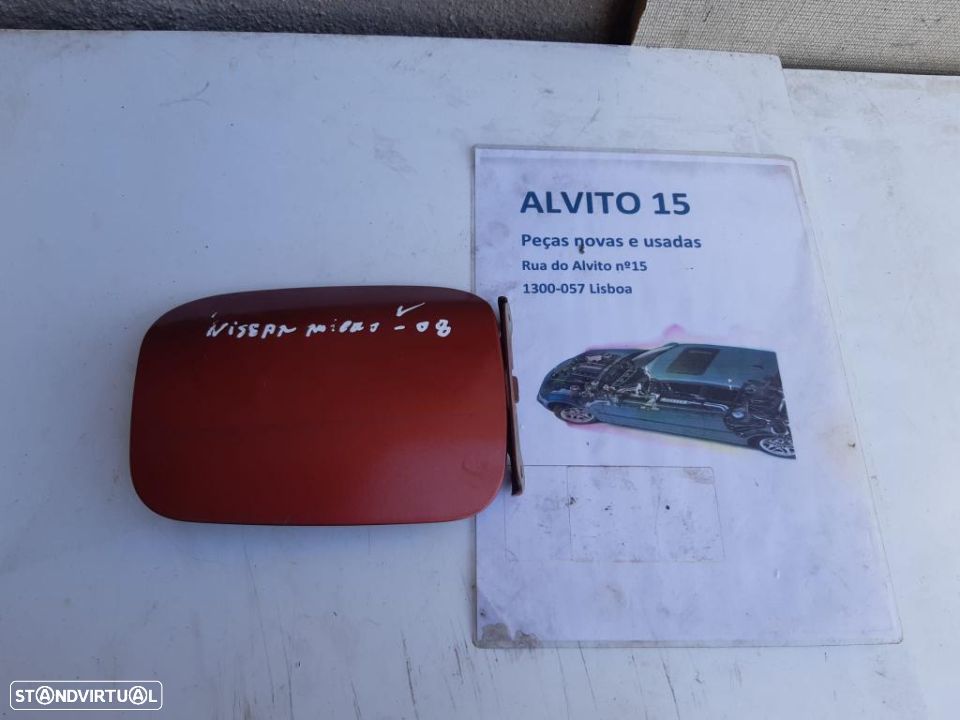 ALVITO 15
Peças novas e usadas
Rua do Alvito nº15
1300-057 Lisboa
NISSAN MICRA - 08
STANDVIRTUAL